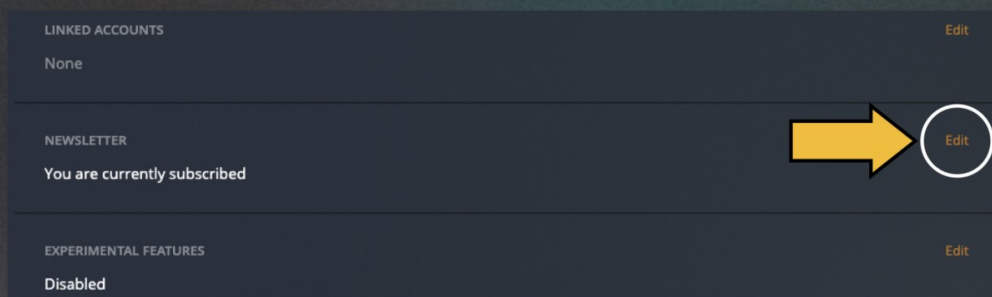 LINKED ACCOUNTS Edit
None
NEWSLETTER Edit
You are currently subscribed
EXPERIMENTAL FEATURES Edit
Disabled